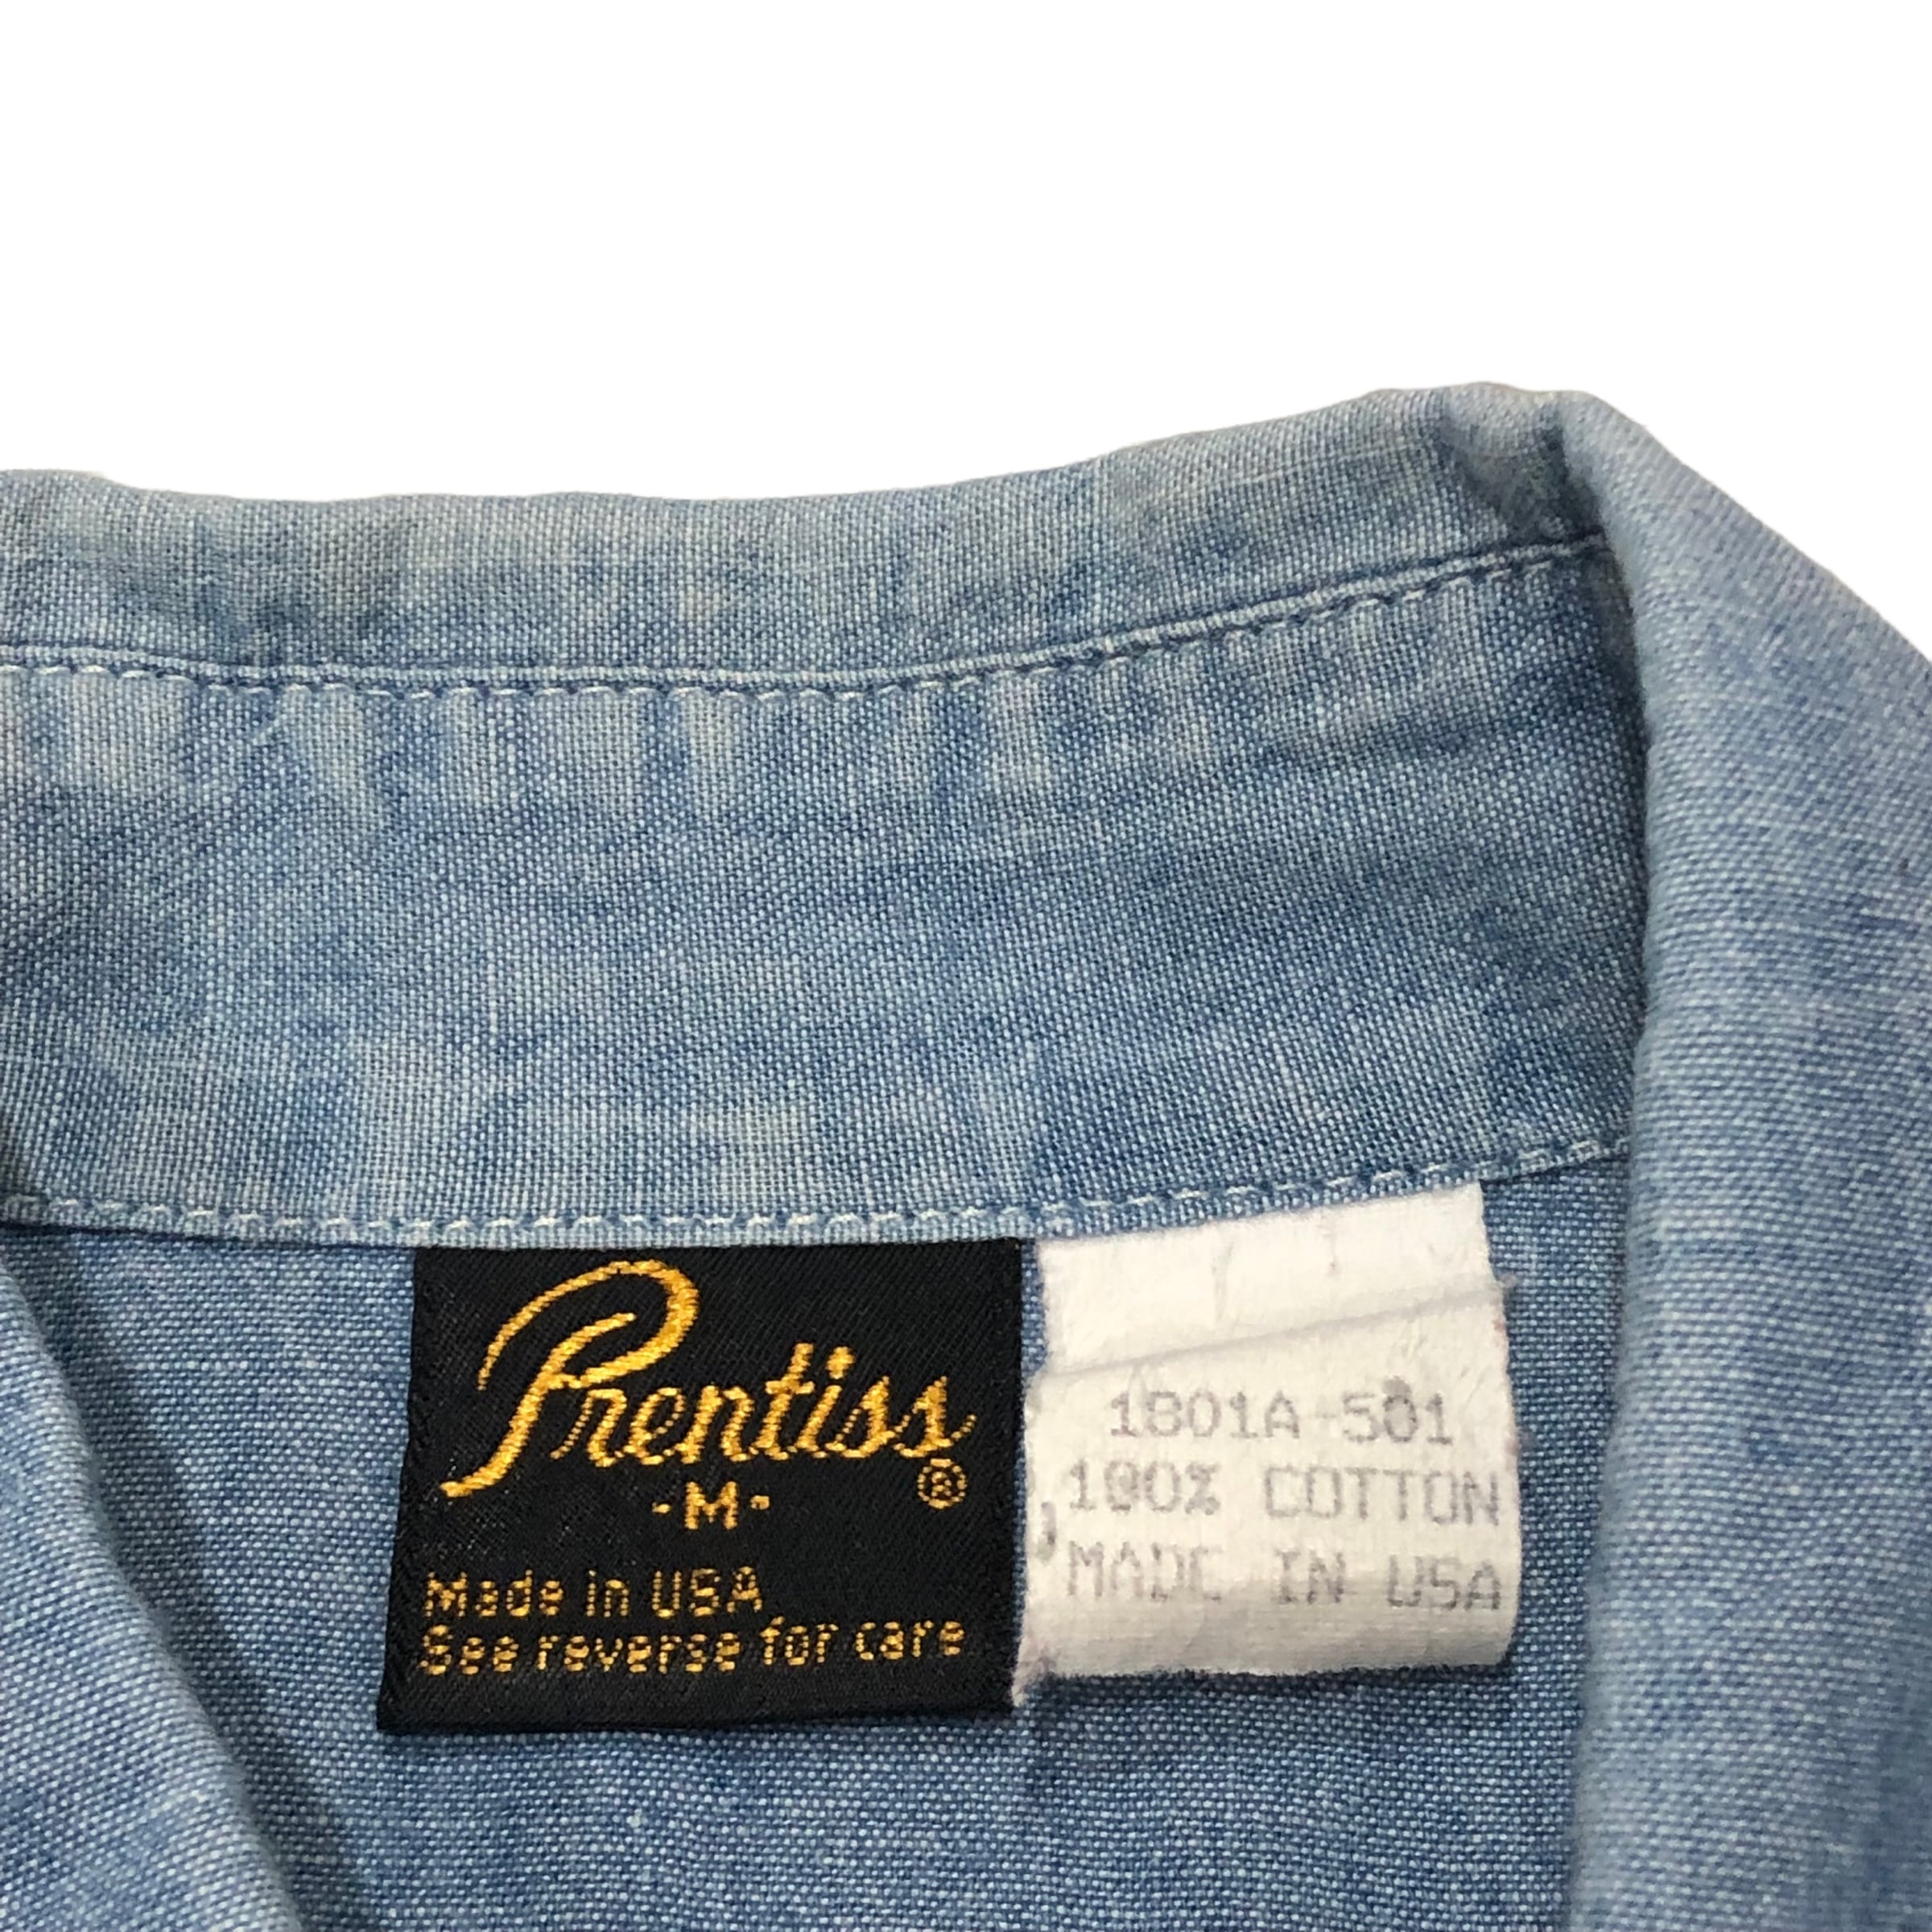 Prentiss®
-M-
Made in USA
See reverse for care
1801A-501
100% COTTON
MADE IN USA